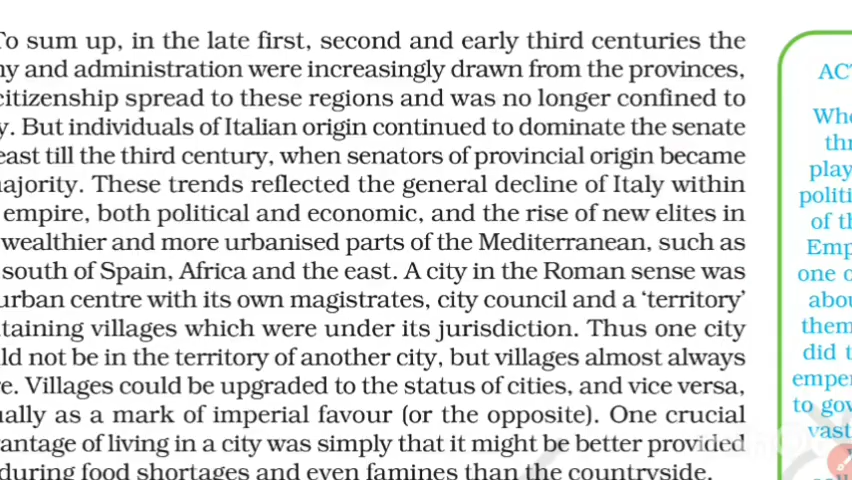 To sum up, in the late first, second and early third centuries the
and administration were increasingly drawn from the provinces,
citizenship spread to these regions and was no longer confined to
But individuals of Italian origin continued to dominate the senate
east till the third century, when senators of provincial origin became
majority. These trends reflected the general decline of Italy within
empire, both political and economic, and the rise of new elites in
wealthier and more urbanised parts of the Mediterranean, such as
south of Spain, Africa and the east. A city in the Roman sense was
urban centre with its own magistrates, city council and a ‘territory’
taining villages which were under its jurisdiction. Thus one city
ld not be in the territory of another city, but villages almost always
re. Villages could be upgraded to the status of cities, and vice versa,
ually as a mark of imperial favour (or the opposite). One crucial
antage of living in a city was simply that it might be better provided
during food shortages and even famines than the countryside.
ACT
Who
thr
play
politi
of th
Emp
one o
abou
them
did t
emper
to gov
vast